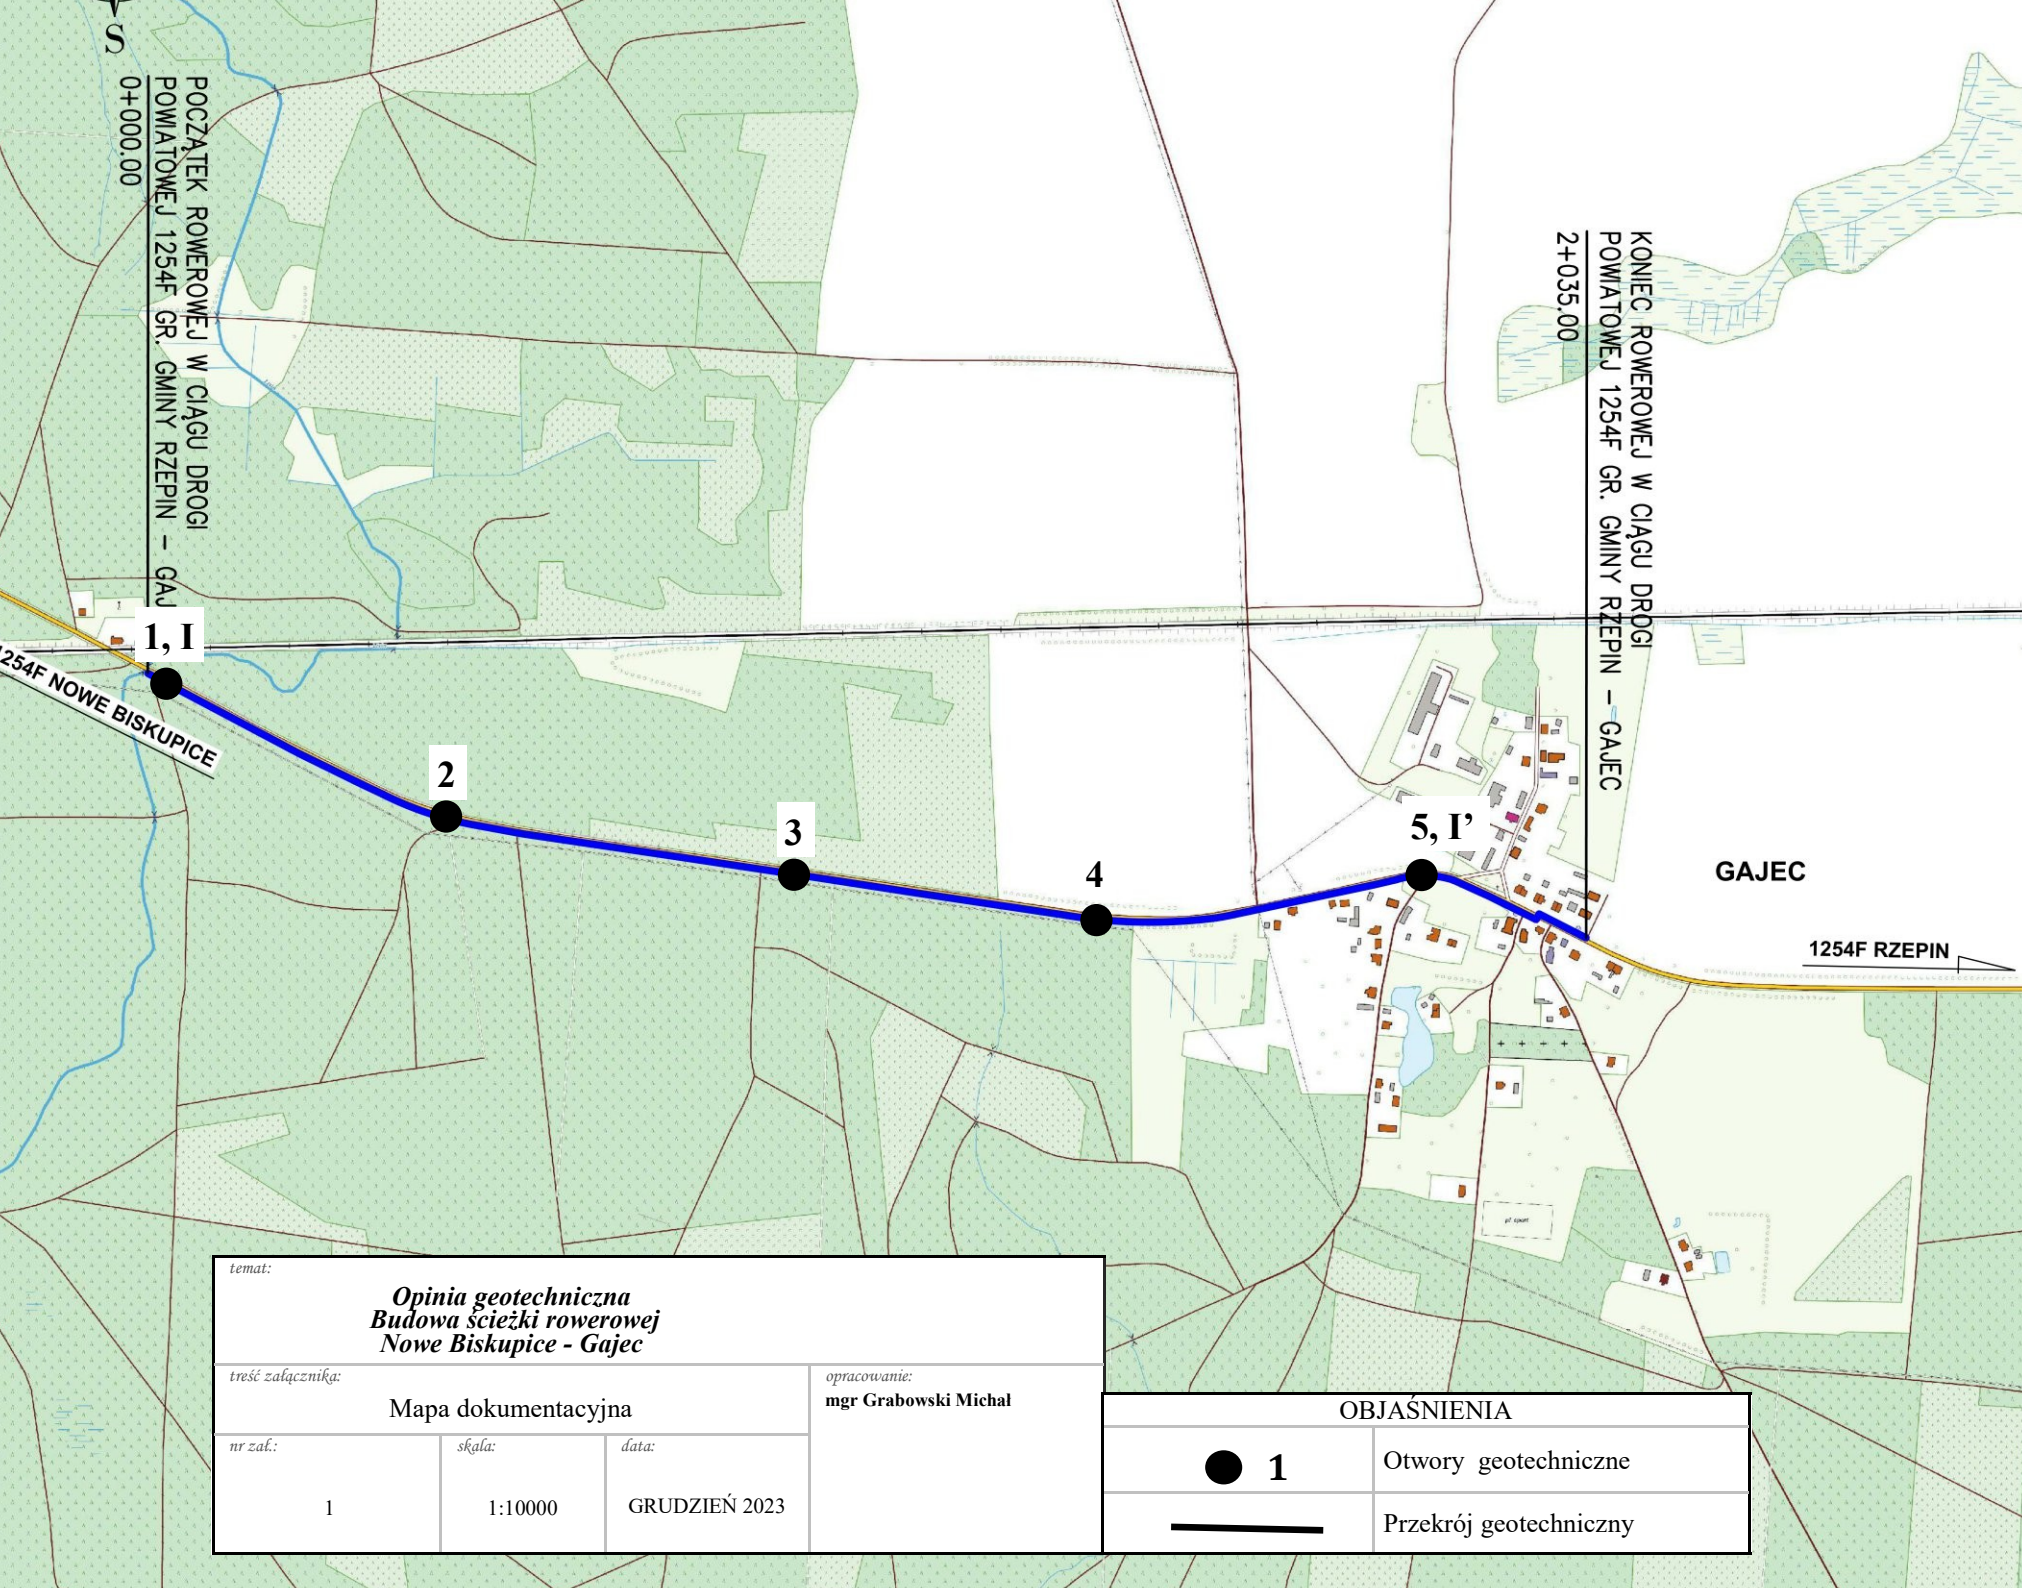 S
POCZĄTEK ROWEROWEJ W CIĄGU DROGI
POWIATOWEJ 1254F GR. GMINY RZEPIN – GAJ
0+000.00
KONIEC ROWEROWEJ W CIĄGU DROGI
POWIATOWEJ 1254F GR. GMINY RZEPIN – GAJEC
2+035.00
1, I
1254F NOWE BISKUPICE
2
3
4
5, I’
GAJEC
1254F RZEPIN
temat:
Opinia geotechniczna
Budowa ścieżki rowerowej
Nowe Biskupice - Gajec
treść załącznika:
Mapa dokumentacyjna
opracowanie:
mgr Grabowski Michał
nr zał.:
1
skala:
1:10000
data:
GRUDZIEŃ 2023
OBJAŚNIENIA
1
Otwory geotechniczne
Przekrój geotechniczny